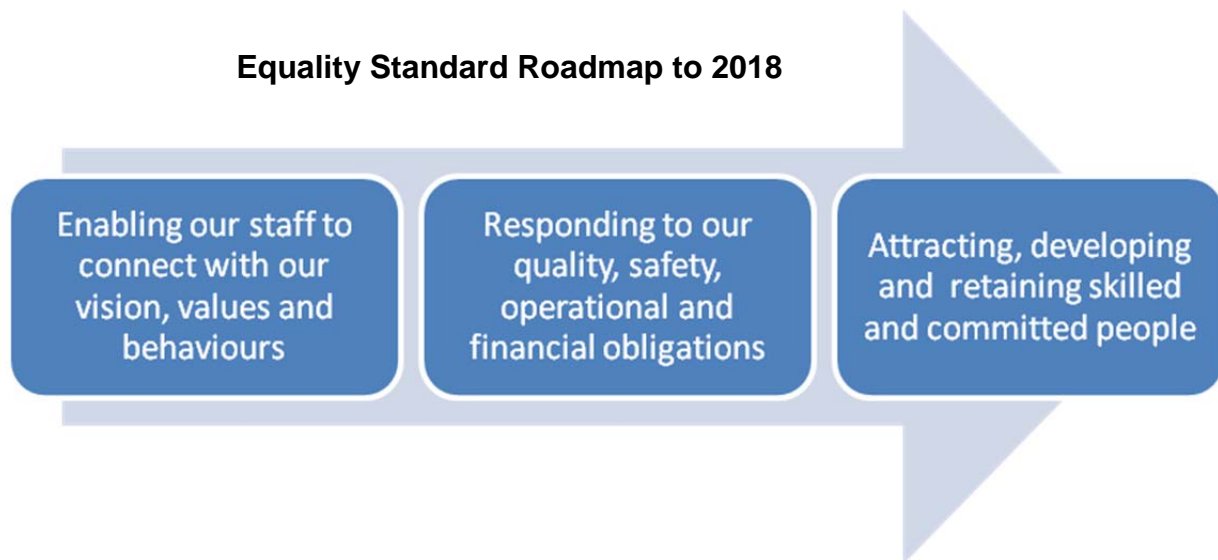 Equality Standard Roadmap to 2018
Enabling our staff to
connect with our
vision, values and
behaviours
Responding to our
quality, safety,
operational and
financial obligations
Attracting, developing
and retaining skilled
and committed people